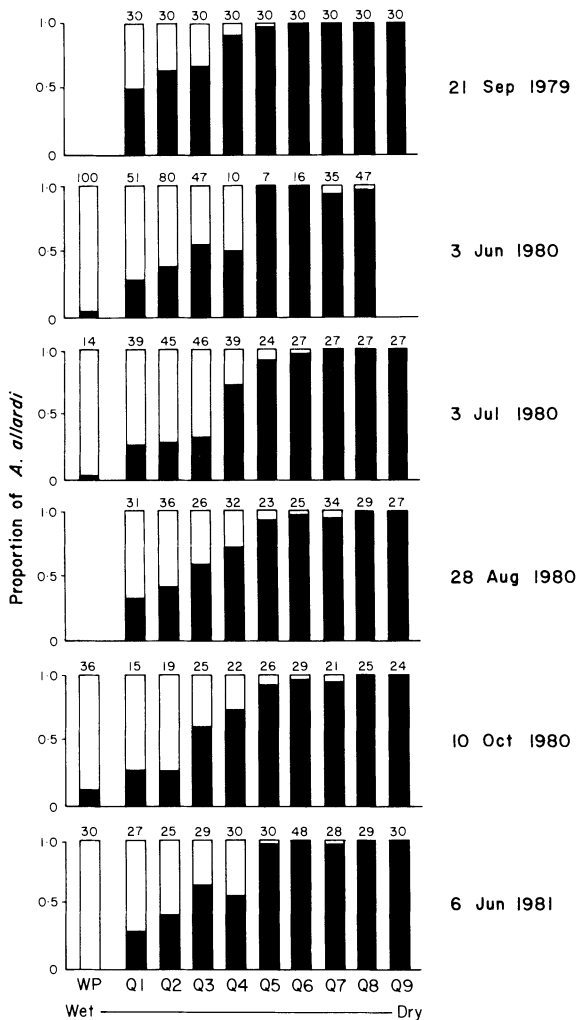 Proportion of A. allardi
30 30 30 30 30 30 30 30 30
1·0
0·5
0
21 Sep 1979
100 51 80 47 10 7 16 35 47
1·0
0·5
0
3 Jun 1980
14 39 45 46 39 24 27 27 27 27
1·0
0·5
0
3 Jul 1980
31 36 26 32 23 25 34 29 27
1·0
0·5
0
28 Aug 1980
36 15 19 25 22 26 29 21 25 24
1·0
0·5
0
10 Oct 1980
30 27 25 29 30 30 48 28 29 30
1·0
0·5
0
6 Jun 1981
WP Q1 Q2 Q3 Q4 Q5 Q6 Q7 Q8 Q9
Wet Dry